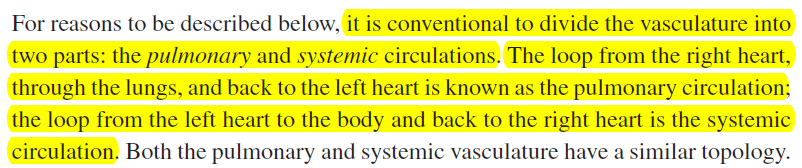 For reasons to be described below, it is conventional to divide the vasculature into
two parts: the pulmonary and systemic circulations. The loop from the right heart,
through the lungs, and back to the left heart is known as the pulmonary circulation;
the loop from the left heart to the body and back to the right heart is the systemic
circulation. Both the pulmonary and systemic vasculature have a similar topology.